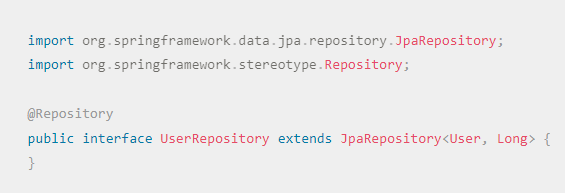 import org.springframework.data.jpa.repository.JpaRepository;
import org.springframework.stereotype.Repository;
@Repository
public interface UserRepository extends JpaRepository<User, Long> {
}